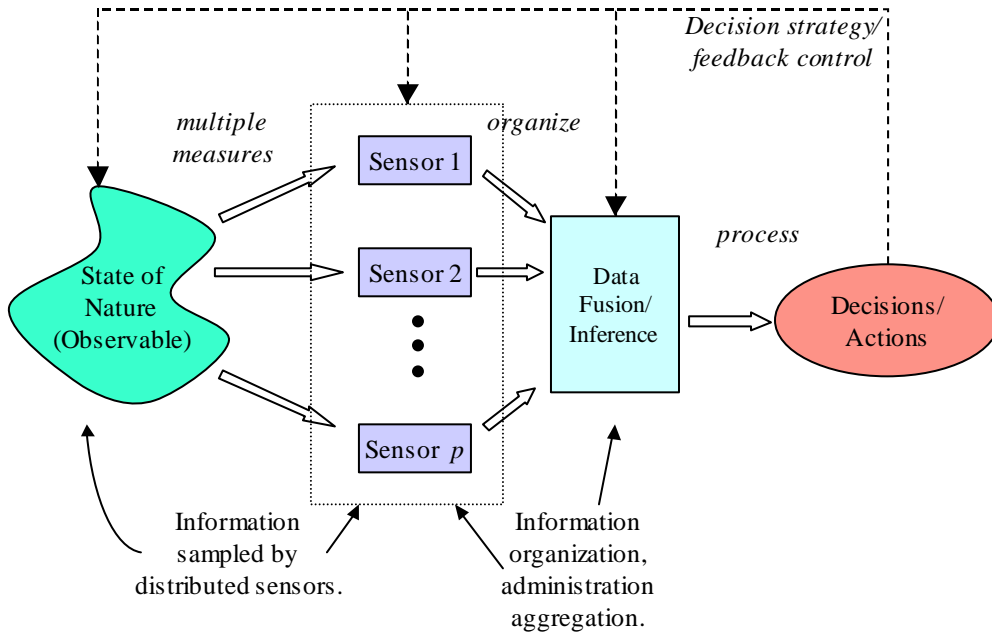 Decision strategy/
feedback control
multiple
measures
organize
Sensor 1
process
State of
Nature
(Observable)
Sensor 2
Data
Fusion/
Inference
Decisions/
Actions
Sensor p
Information
sampled by
distributed sensors.
Information
organization,
administration
aggregation.